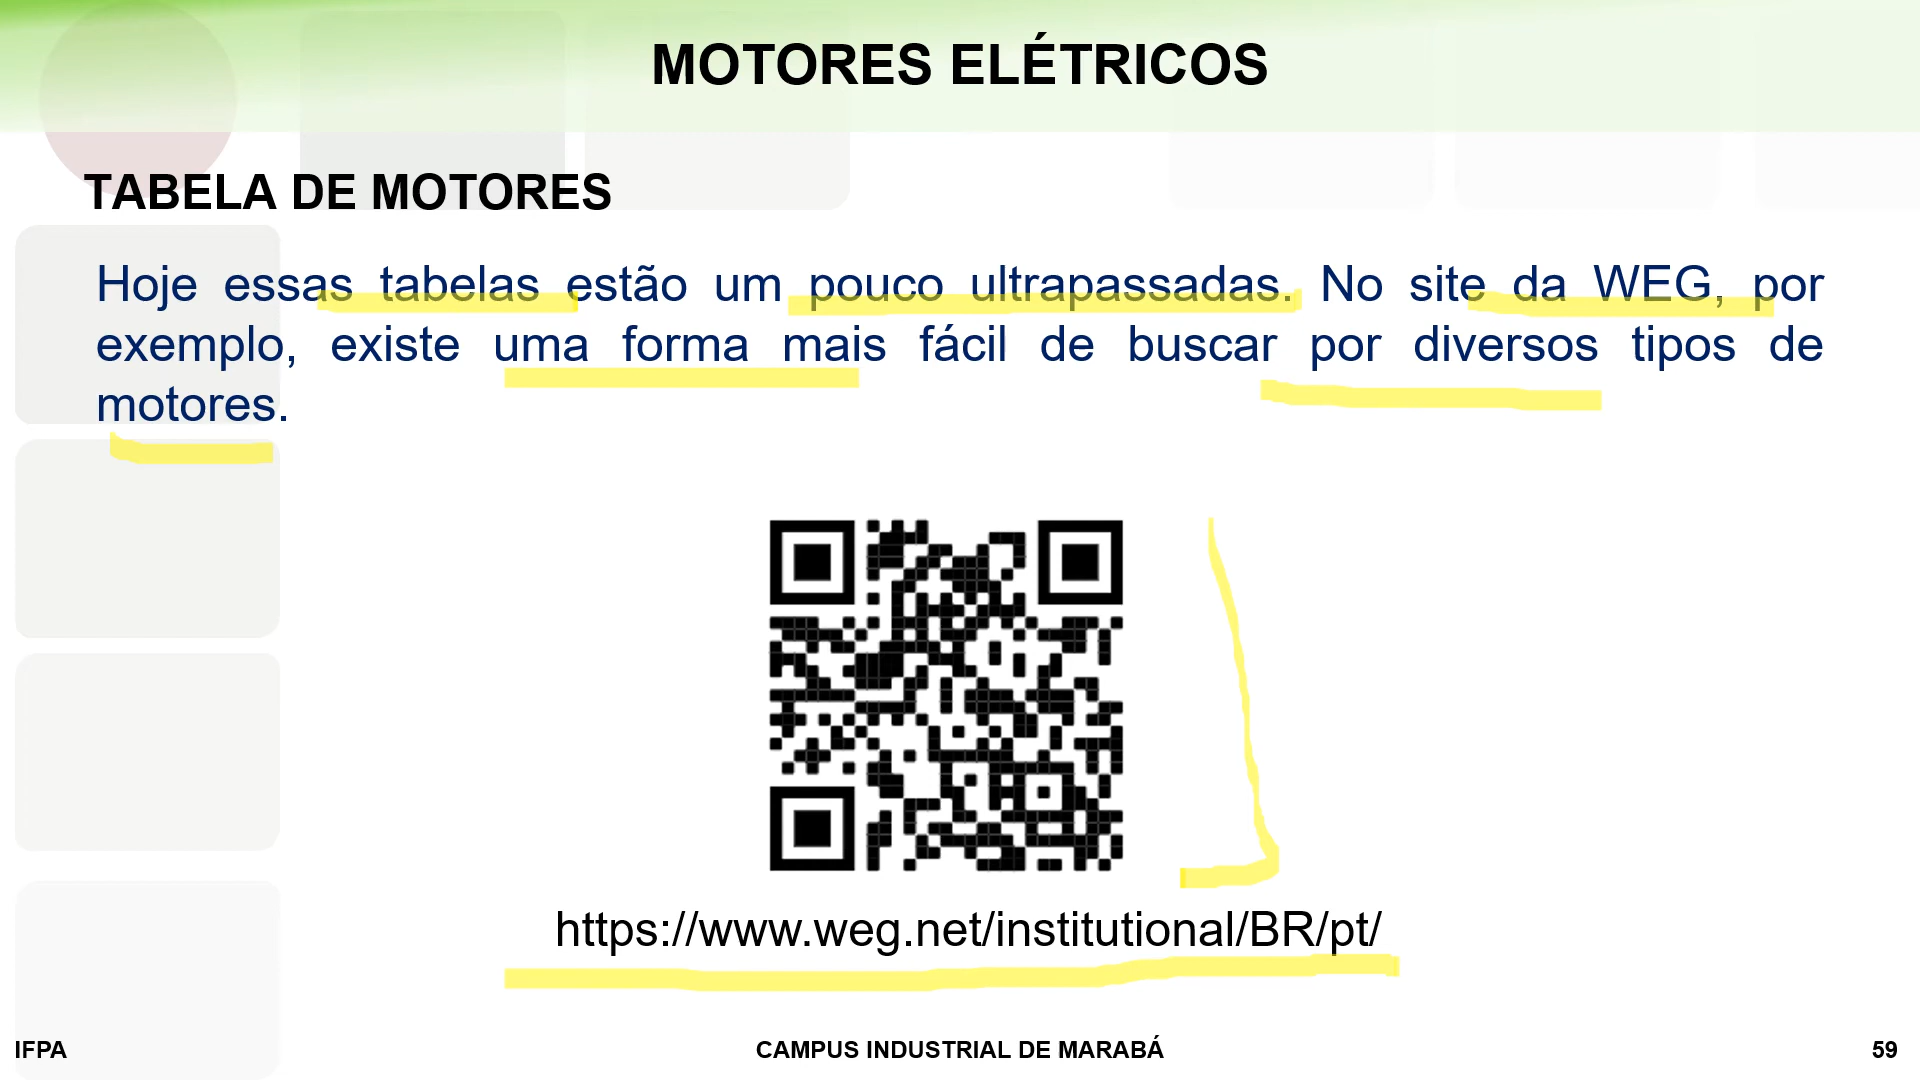 MOTORES ELÉTRICOS
TABELA DE MOTORES
Hoje essas tabelas estão um pouco ultrapassadas. No site da WEG, por
exemplo, existe uma forma mais fácil de buscar por diversos tipos de
motores.
https://www.weg.net/institutional/BR/pt/
IFPA
CAMPUS INDUSTRIAL DE MARABÁ
59